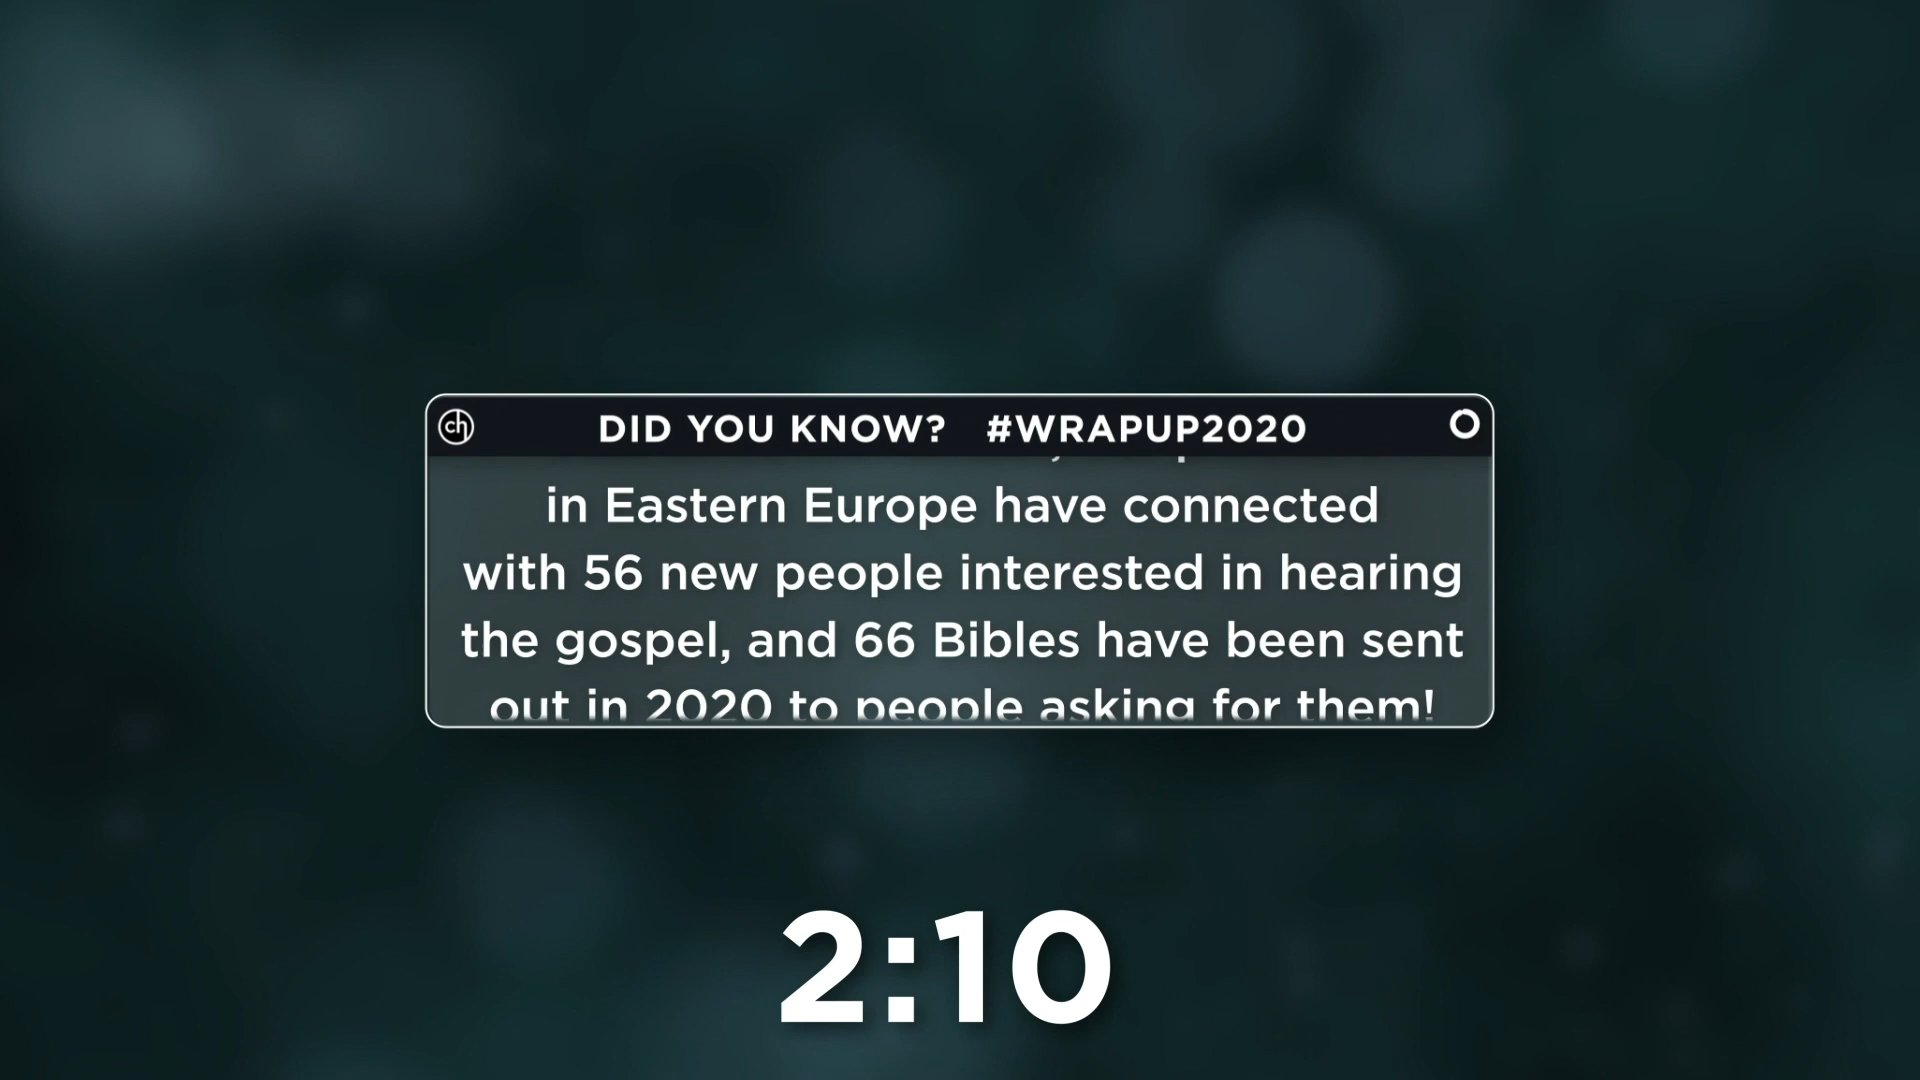 ch
DID YOU KNOW? #WRAPUP2020
in Eastern Europe have connected
with 56 new people interested in hearing
the gospel, and 66 Bibles have been sent
out in 2020 to people asking for them!
2:10